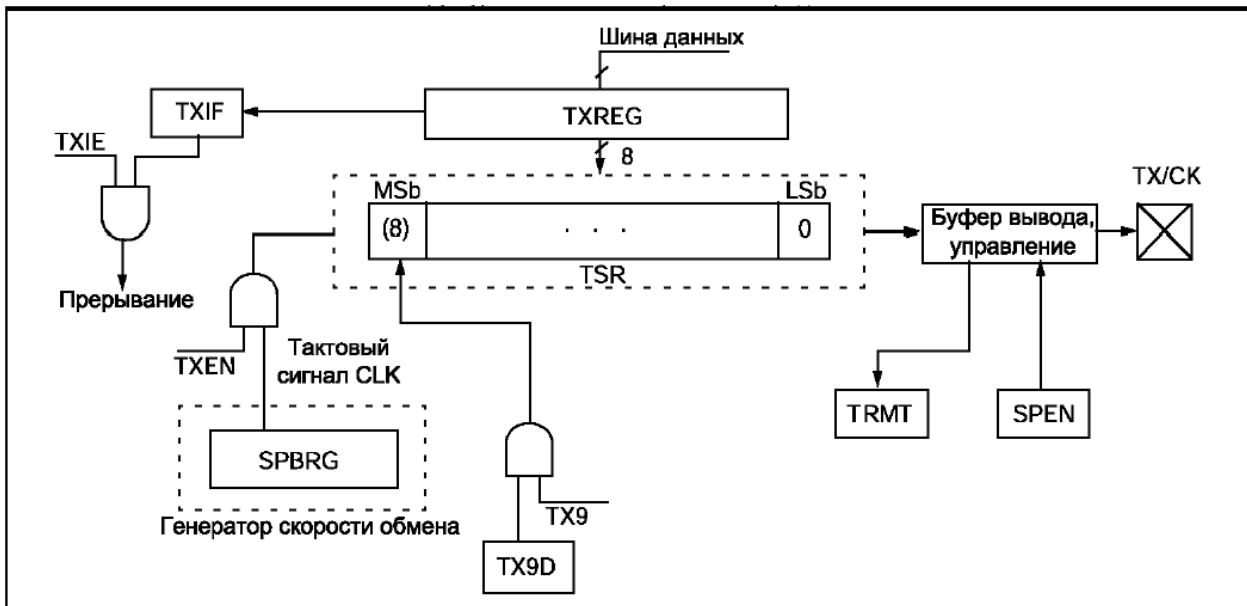 Шина данных
TXIF
TXREG
TXIE
8
MSb
LSb
TX/CK
(8)
. . .
0
Буфер вывода,
управление
TSR
Прерывание
TXEN
Тактовый
сигнал CLK
TRMT
SPEN
SPBRG
TX9
Генератор скорости обмена
TX9D